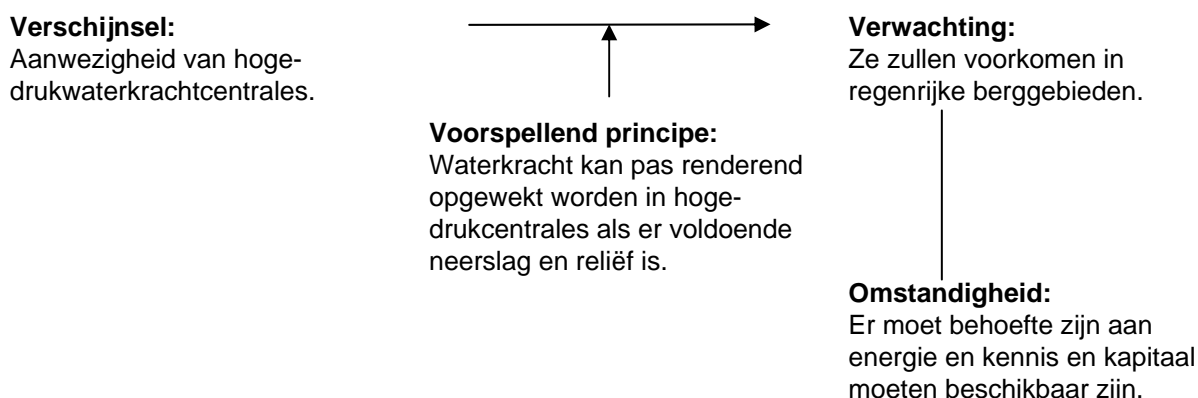 Verschijnsel:
Aanwezigheid van hoge-
drukwaterkrachtcentrales.
Verwachting:
Ze zullen voorkomen in
regenrijke berggebieden.
Voorspellend principe:
Waterkracht kan pas renderend
opgewekt worden in hoge-
drukcentrales als er voldoende
neerslag en reliëf is.
Omstandigheid:
Er moet behoefte zijn aan
energie en kennis en kapitaal
moeten beschikbaar zijn.